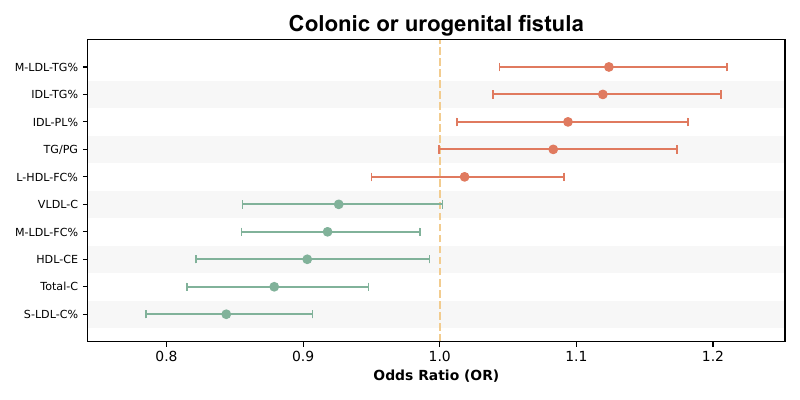 Colonic or urogenital fistula
M-LDL-TG%
IDL-TG%
IDL-PL%
TG/PG
L-HDL-FC%
VLDL-C
M-LDL-FC%
HDL-CE
Total-C
S-LDL-C%
0.8 0.9 1.0 1.1 1.2
Odds Ratio (OR)